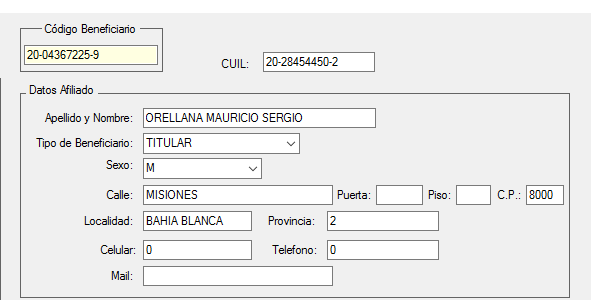 Código Beneficiario
20-04367225-9
CUIL: 20-28454450-2
Datos Afiliado
Apellido y Nombre: ORELLANA MAURICIO SERGIO
Tipo de Beneficiario: TITULAR
Sexo: M
Calle: MISIONES Puerta: Piso: C.P.: 8000
Localidad: BAHIA BLANCA Provincia: 2
Celular: 0 Telefono: 0
Mail: